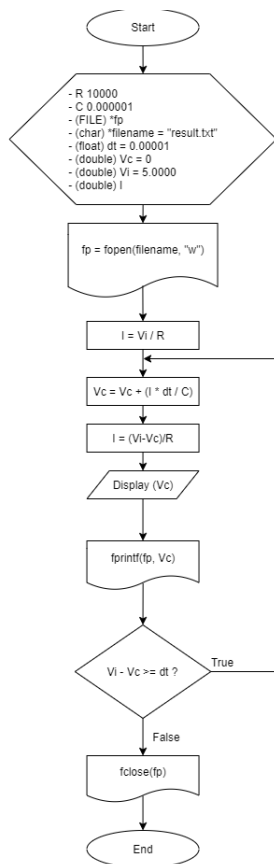 Start
- R 10000
- C 0.000001
- (FILE) *fp
- (char) *filename = "result.txt"
- (float) dt = 0.00001
- (double) Vc = 0
- (double) Vi = 5.0000
- (double) I
fp = fopen(filename, "w")
I = Vi / R
Vc = Vc + (I * dt / C)
I = (Vi-Vc)/R
Display (Vc)
fprintf(fp, Vc)
Vi - Vc >= dt ?
True
False
fclose(fp)
End